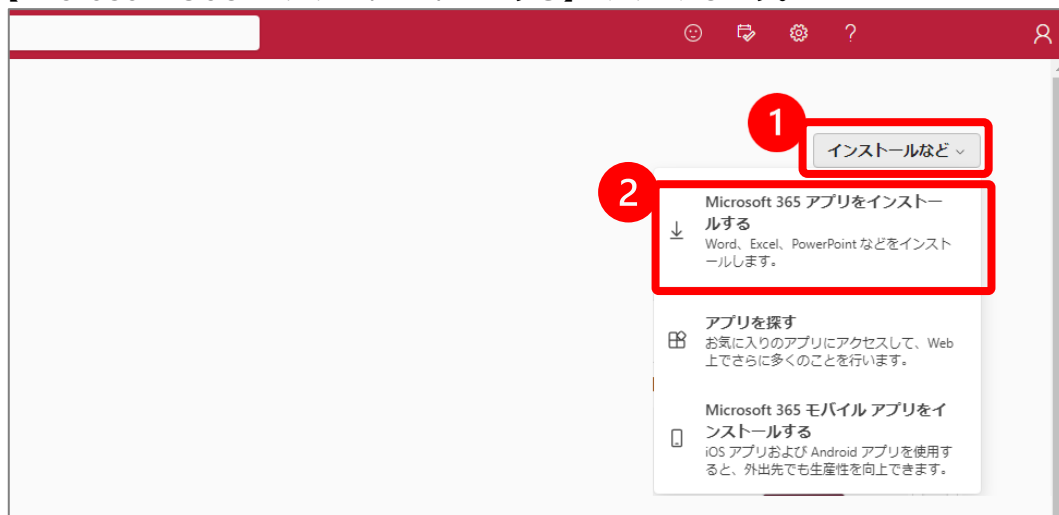 ?
1
インストールなど
2
Microsoft 365 アプリをインストー
ルする
Word、Excel、PowerPoint などをインスト
ールします。
アプリを探す
お気に入りのアプリにアクセスして、Web
上でさらに多くのことを行います。
Microsoft 365 モバイル アプリをイ
ンストールする
iOS アプリおよび Android アプリを使用す
ると、外出先でも生産性を向上できます。